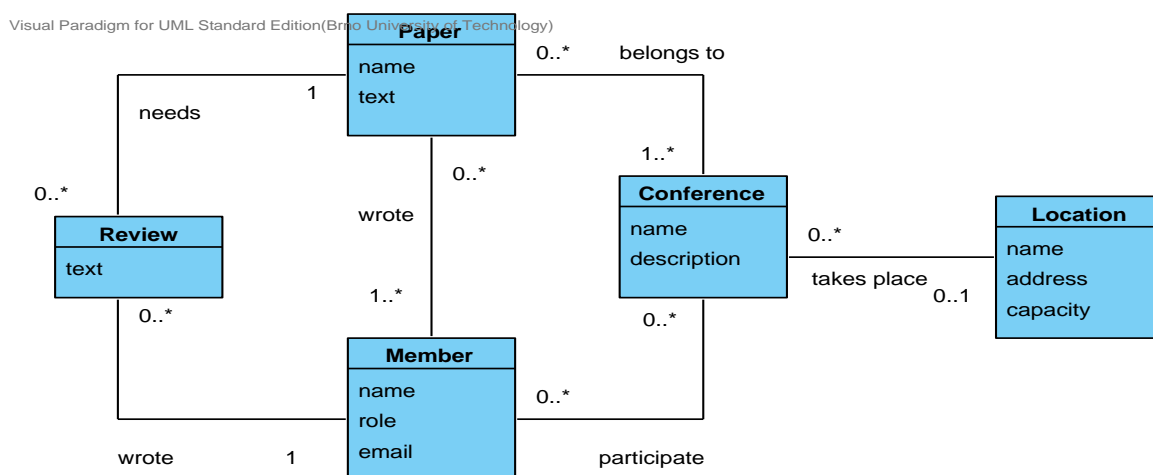 Visual Paradigm for UML Standard Edition(Brno University of Technology)
Paper
name
text
0..*
belongs to
1
needs
0..*
1..*
0..*
wrote
Review
text
0..*
1..*
Conference
name
description
0..*
0..*
takes place
0..1
Location
name
address
capacity
Member
name
role
email
0..*
participate
wrote
1